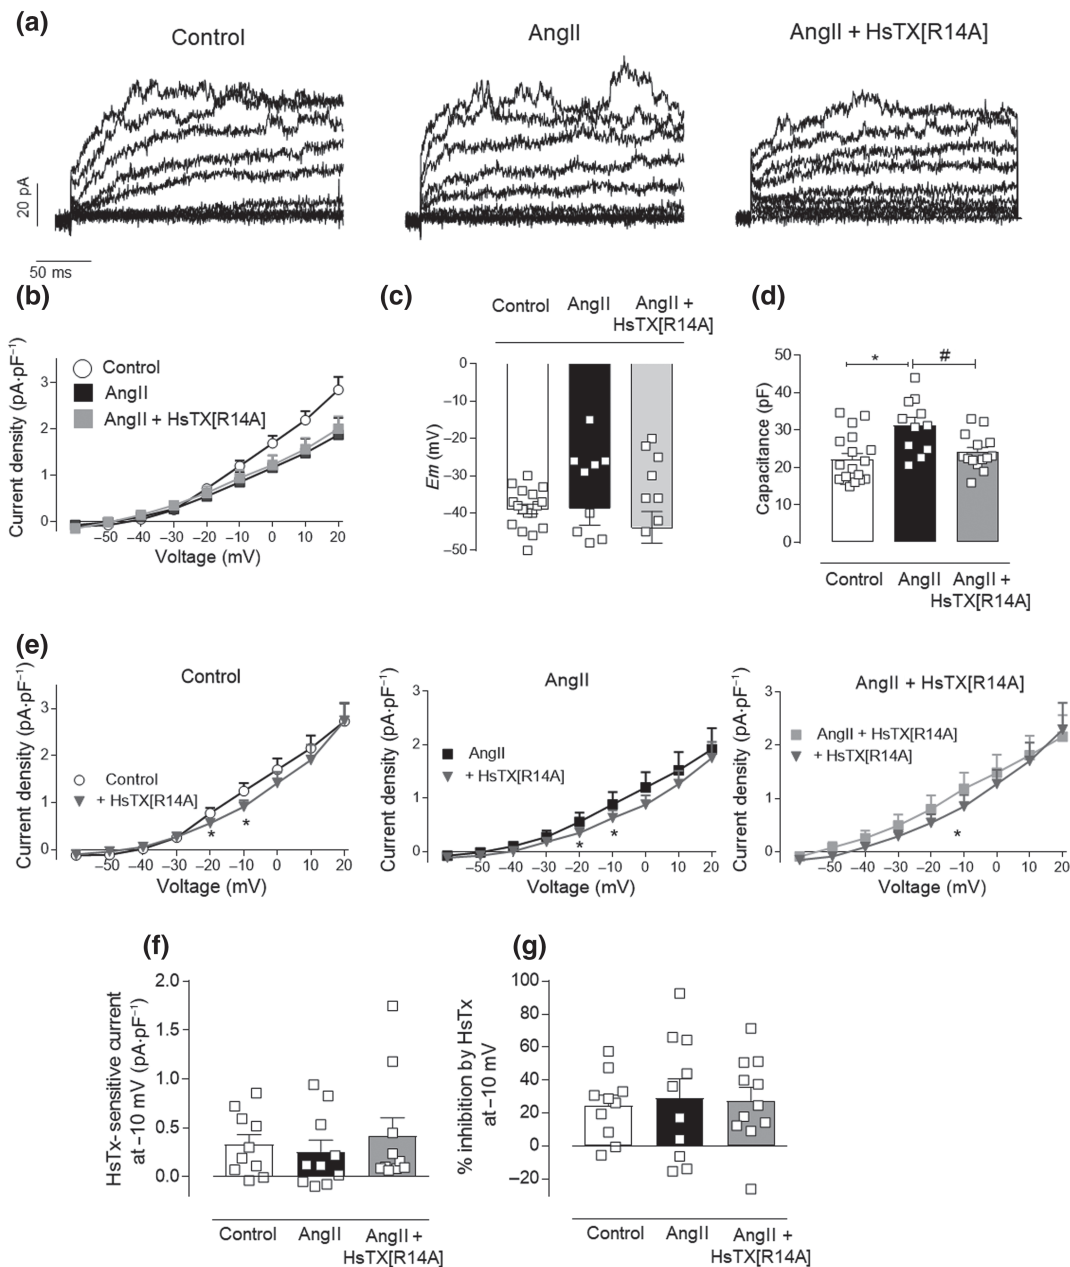 (a)
Control
AngII
AngII + HsTX[R14A]
20 pA
50 ms
(b)
Current density (pA·pF⁻¹)
3
2
1
0
Control
AngII
AngII + HsTX[R14A]
−50 −40 −30 −20 −10 0 10 20
Voltage (mV)
(c)
Control
AngII
AngII +
HsTX[R14A]
Em (mV)
0
−10
−20
−30
−40
−50
(d)
Capacitance (pF)
50
40
30
20
10
0
* #
Control
AngII
AngII +
HsTX[R14A]
(e)
Control
Current density (pA·pF⁻¹)
3
2
1
0
Control
+ HsTX[R14A]
* *
−50 −40 −30 −20 −10 0 10 20
Voltage (mV)
AngII
Current density (pA·pF⁻¹)
3
2
1
0
AngII
+ HsTX[R14A]
* *
−50 −40 −30 −20 −10 0 10 20
Voltage (mV)
AngII + HsTX[R14A]
Current density (pA·pF⁻¹)
3
2
1
0
AngII + HsTX[R14A]
+ HsTX[R14A]
*
−50 −40 −30 −20 −10 0 10 20
Voltage (mV)
(f)
HsTx-sensitive current
at −10 mV (pA·pF⁻¹)
2.0
1.5
1.0
0.5
0.0
Control
AngII
AngII +
HsTX[R14A]
(g)
% inhibition by HsTx
at −10 mV
100
80
60
40
20
0
−20
Control
AngII
AngII +
HsTX[R14A]